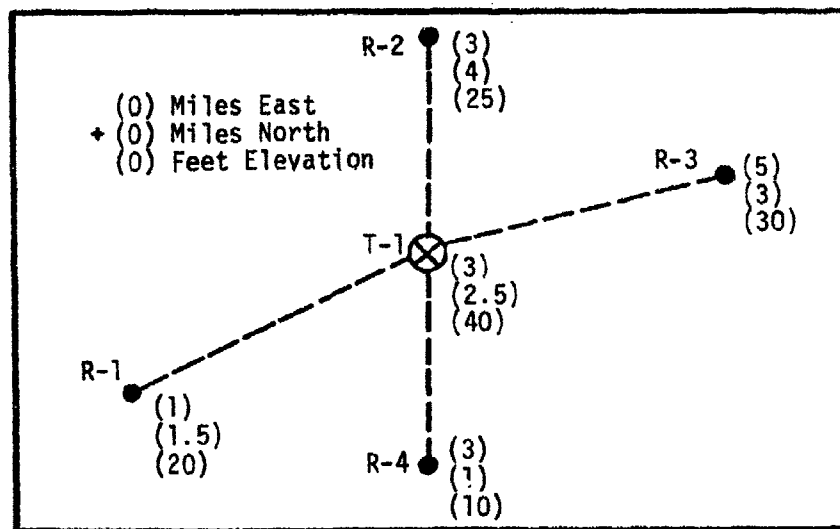 R-2
(3)
(4)
(25)
(0) Miles East
+ (0) Miles North
(0) Feet Elevation
R-3
(5)
(3)
(30)
T-1
(3)
(2.5)
(40)
R-1
(1)
(1.5)
(20)
R-4
(3)
(1)
(10)